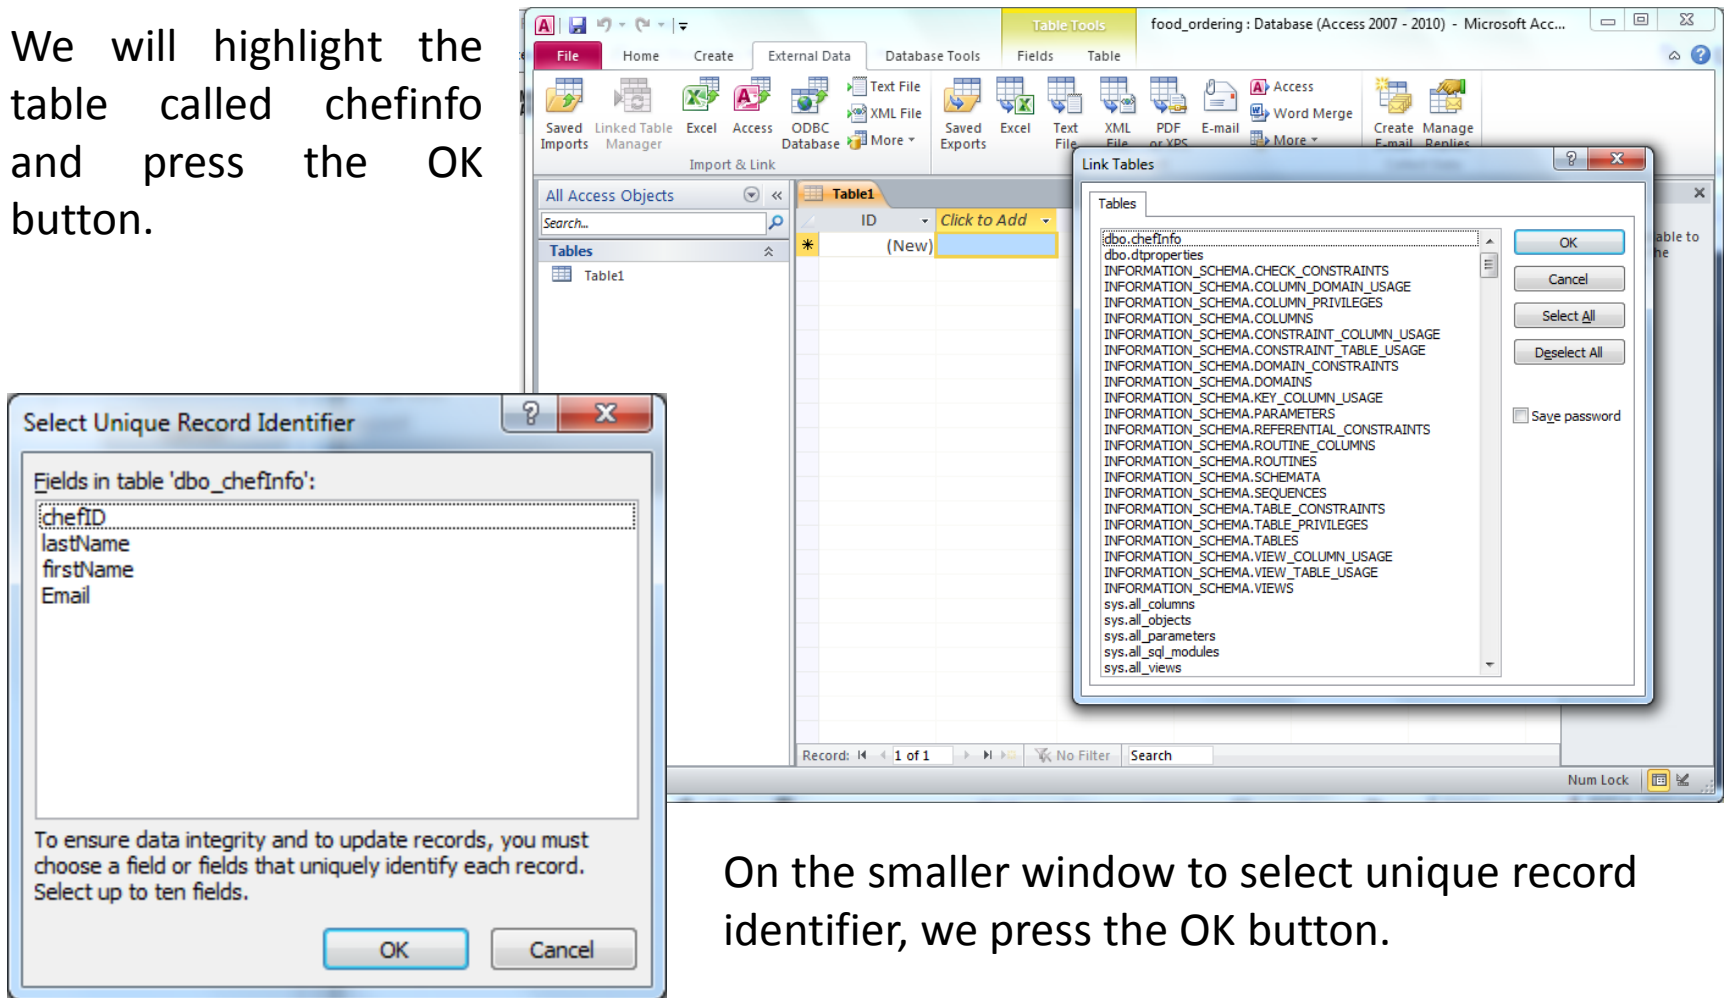 We will highlight the
table called chefinfo
and press the OK
button.
Table Tools
food_ordering : Database (Access 2007 - 2010) - Microsoft Acc...
File Home Create External Data Database Tools Fields Table
Saved Imports
Linked Table Manager
Excel
Access
ODBC Database
Text File
XML File
More
Import & Link
Saved Exports
Excel
Text File
XML File
PDF or XPS
E-mail
Access
Word Merge
More
Create E-mail
Manage Replies
All Access Objects
Search...
Tables
Table1
Table1
ID Click to Add
(New)
Link Tables
Tables
dbo.chefInfo
dbo.dtproperties
INFORMATION_SCHEMA.CHECK_CONSTRAINTS
INFORMATION_SCHEMA.COLUMN_DOMAIN_USAGE
INFORMATION_SCHEMA.COLUMN_PRIVILEGES
INFORMATION_SCHEMA.COLUMNS
INFORMATION_SCHEMA.CONSTRAINT_COLUMN_USAGE
INFORMATION_SCHEMA.CONSTRAINT_TABLE_USAGE
INFORMATION_SCHEMA.DOMAIN_CONSTRAINTS
INFORMATION_SCHEMA.DOMAINS
INFORMATION_SCHEMA.KEY_COLUMN_USAGE
INFORMATION_SCHEMA.PARAMETERS
INFORMATION_SCHEMA.REFERENTIAL_CONSTRAINTS
INFORMATION_SCHEMA.ROUTINE_COLUMNS
INFORMATION_SCHEMA.ROUTINES
INFORMATION_SCHEMA.SCHEMATA
INFORMATION_SCHEMA.SEQUENCES
INFORMATION_SCHEMA.TABLE_CONSTRAINTS
INFORMATION_SCHEMA.TABLE_PRIVILEGES
INFORMATION_SCHEMA.TABLES
INFORMATION_SCHEMA.VIEW_COLUMN_USAGE
INFORMATION_SCHEMA.VIEW_TABLE_USAGE
INFORMATION_SCHEMA.VIEWS
sys.all_columns
sys.all_objects
sys.all_parameters
sys.all_sql_modules
sys.all_views
OK
Cancel
Select All
Deselect All
Save password
able to
he
Record: 1 of 1 No Filter Search
Num Lock
Select Unique Record Identifier
Fields in table 'dbo_chefInfo':
chefID
lastName
firstName
Email
To ensure data integrity and to update records, you must
choose a field or fields that uniquely identify each record.
Select up to ten fields.
OK Cancel
On the smaller window to select unique record
identifier, we press the OK button.